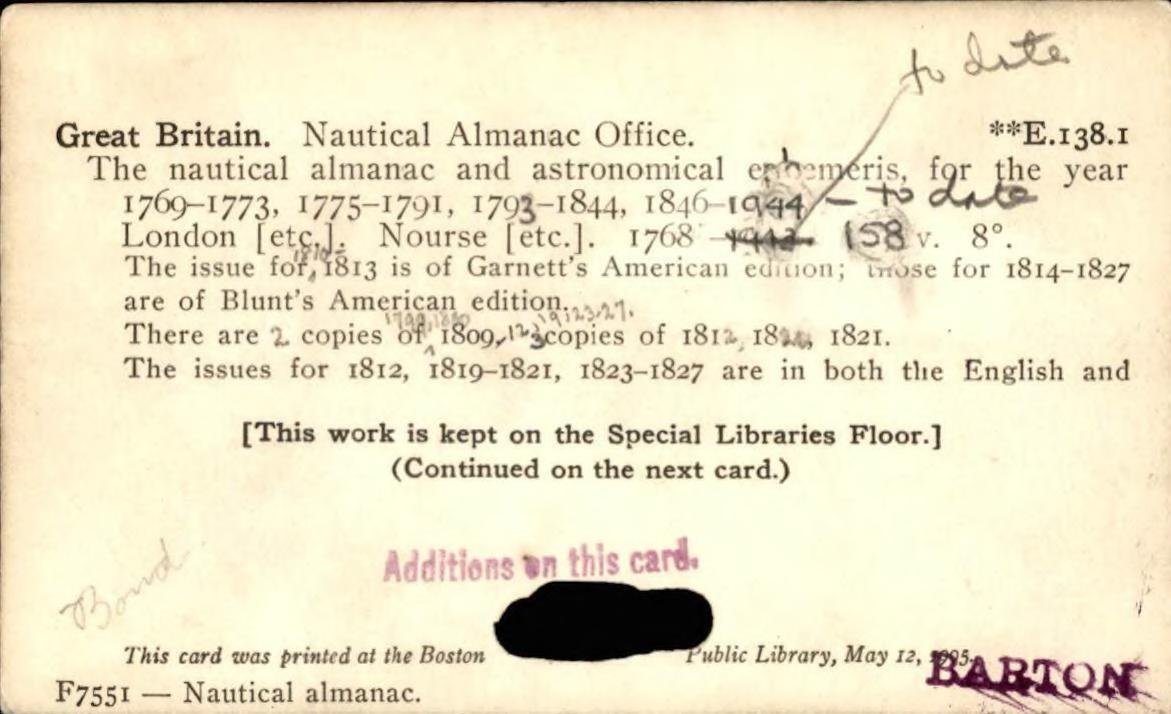 to date
Great Britain. Nautical Almanac Office. **E.138.1
The nautical almanac and astronomical ephemeris, for the year
1769–1773, 1775–1791, 1793–1844, 1846–1944 – to date
London [etc.]. Nourse [etc.]. 1768 158 v. 8°.
1810–
The issue for 1813 is of Garnett's American edition; those for 1814–1827
are of Blunt's American edition.
There are 2 copies of 1809, copies of 1812, 1821.
The issues for 1812, 1819–1821, 1823–1827 are in both the English and
[This work is kept on the Special Libraries Floor.]
(Continued on the next card.)
Additions on this card.
Bond
This card was printed at the Boston Public Library, May 12,
BARTON
F7551 — Nautical almanac.